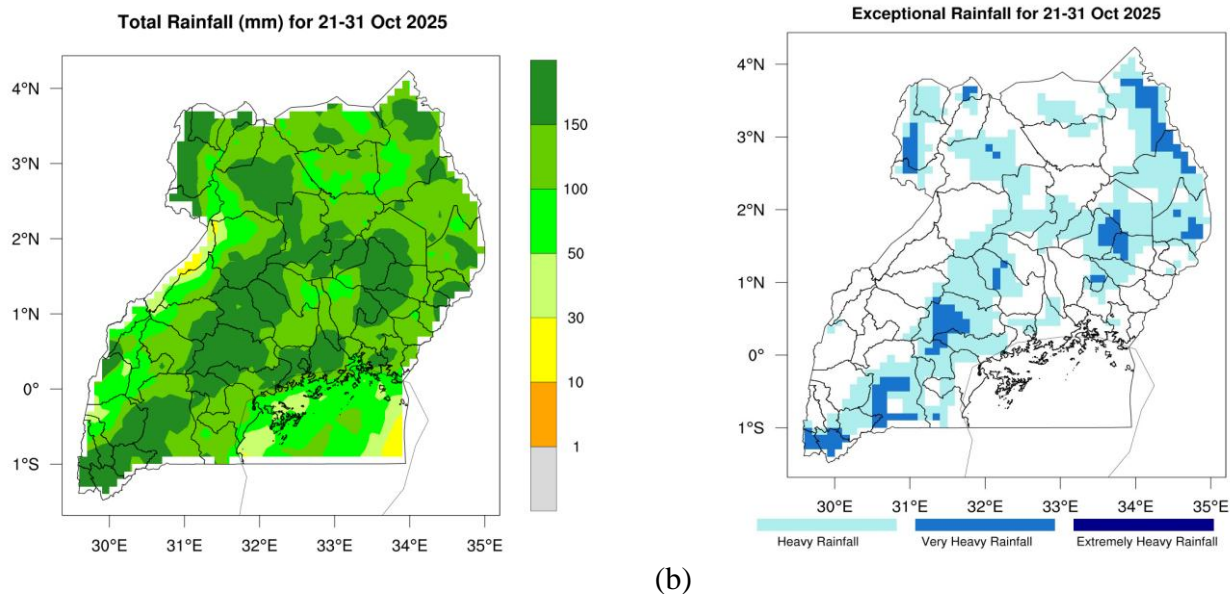 Total Rainfall (mm) for 21-31 Oct 2025
4°N
3°N
2°N
1°N
0°
1°S
30°E 31°E 32°E 33°E 34°E 35°E
150
100
50
30
10
1
Exceptional Rainfall for 21-31 Oct 2025
4°N
3°N
2°N
1°N
0°
1°S
30°E 31°E 32°E 33°E 34°E 35°E
Heavy Rainfall Very Heavy Rainfall Extremely Heavy Rainfall
(b)